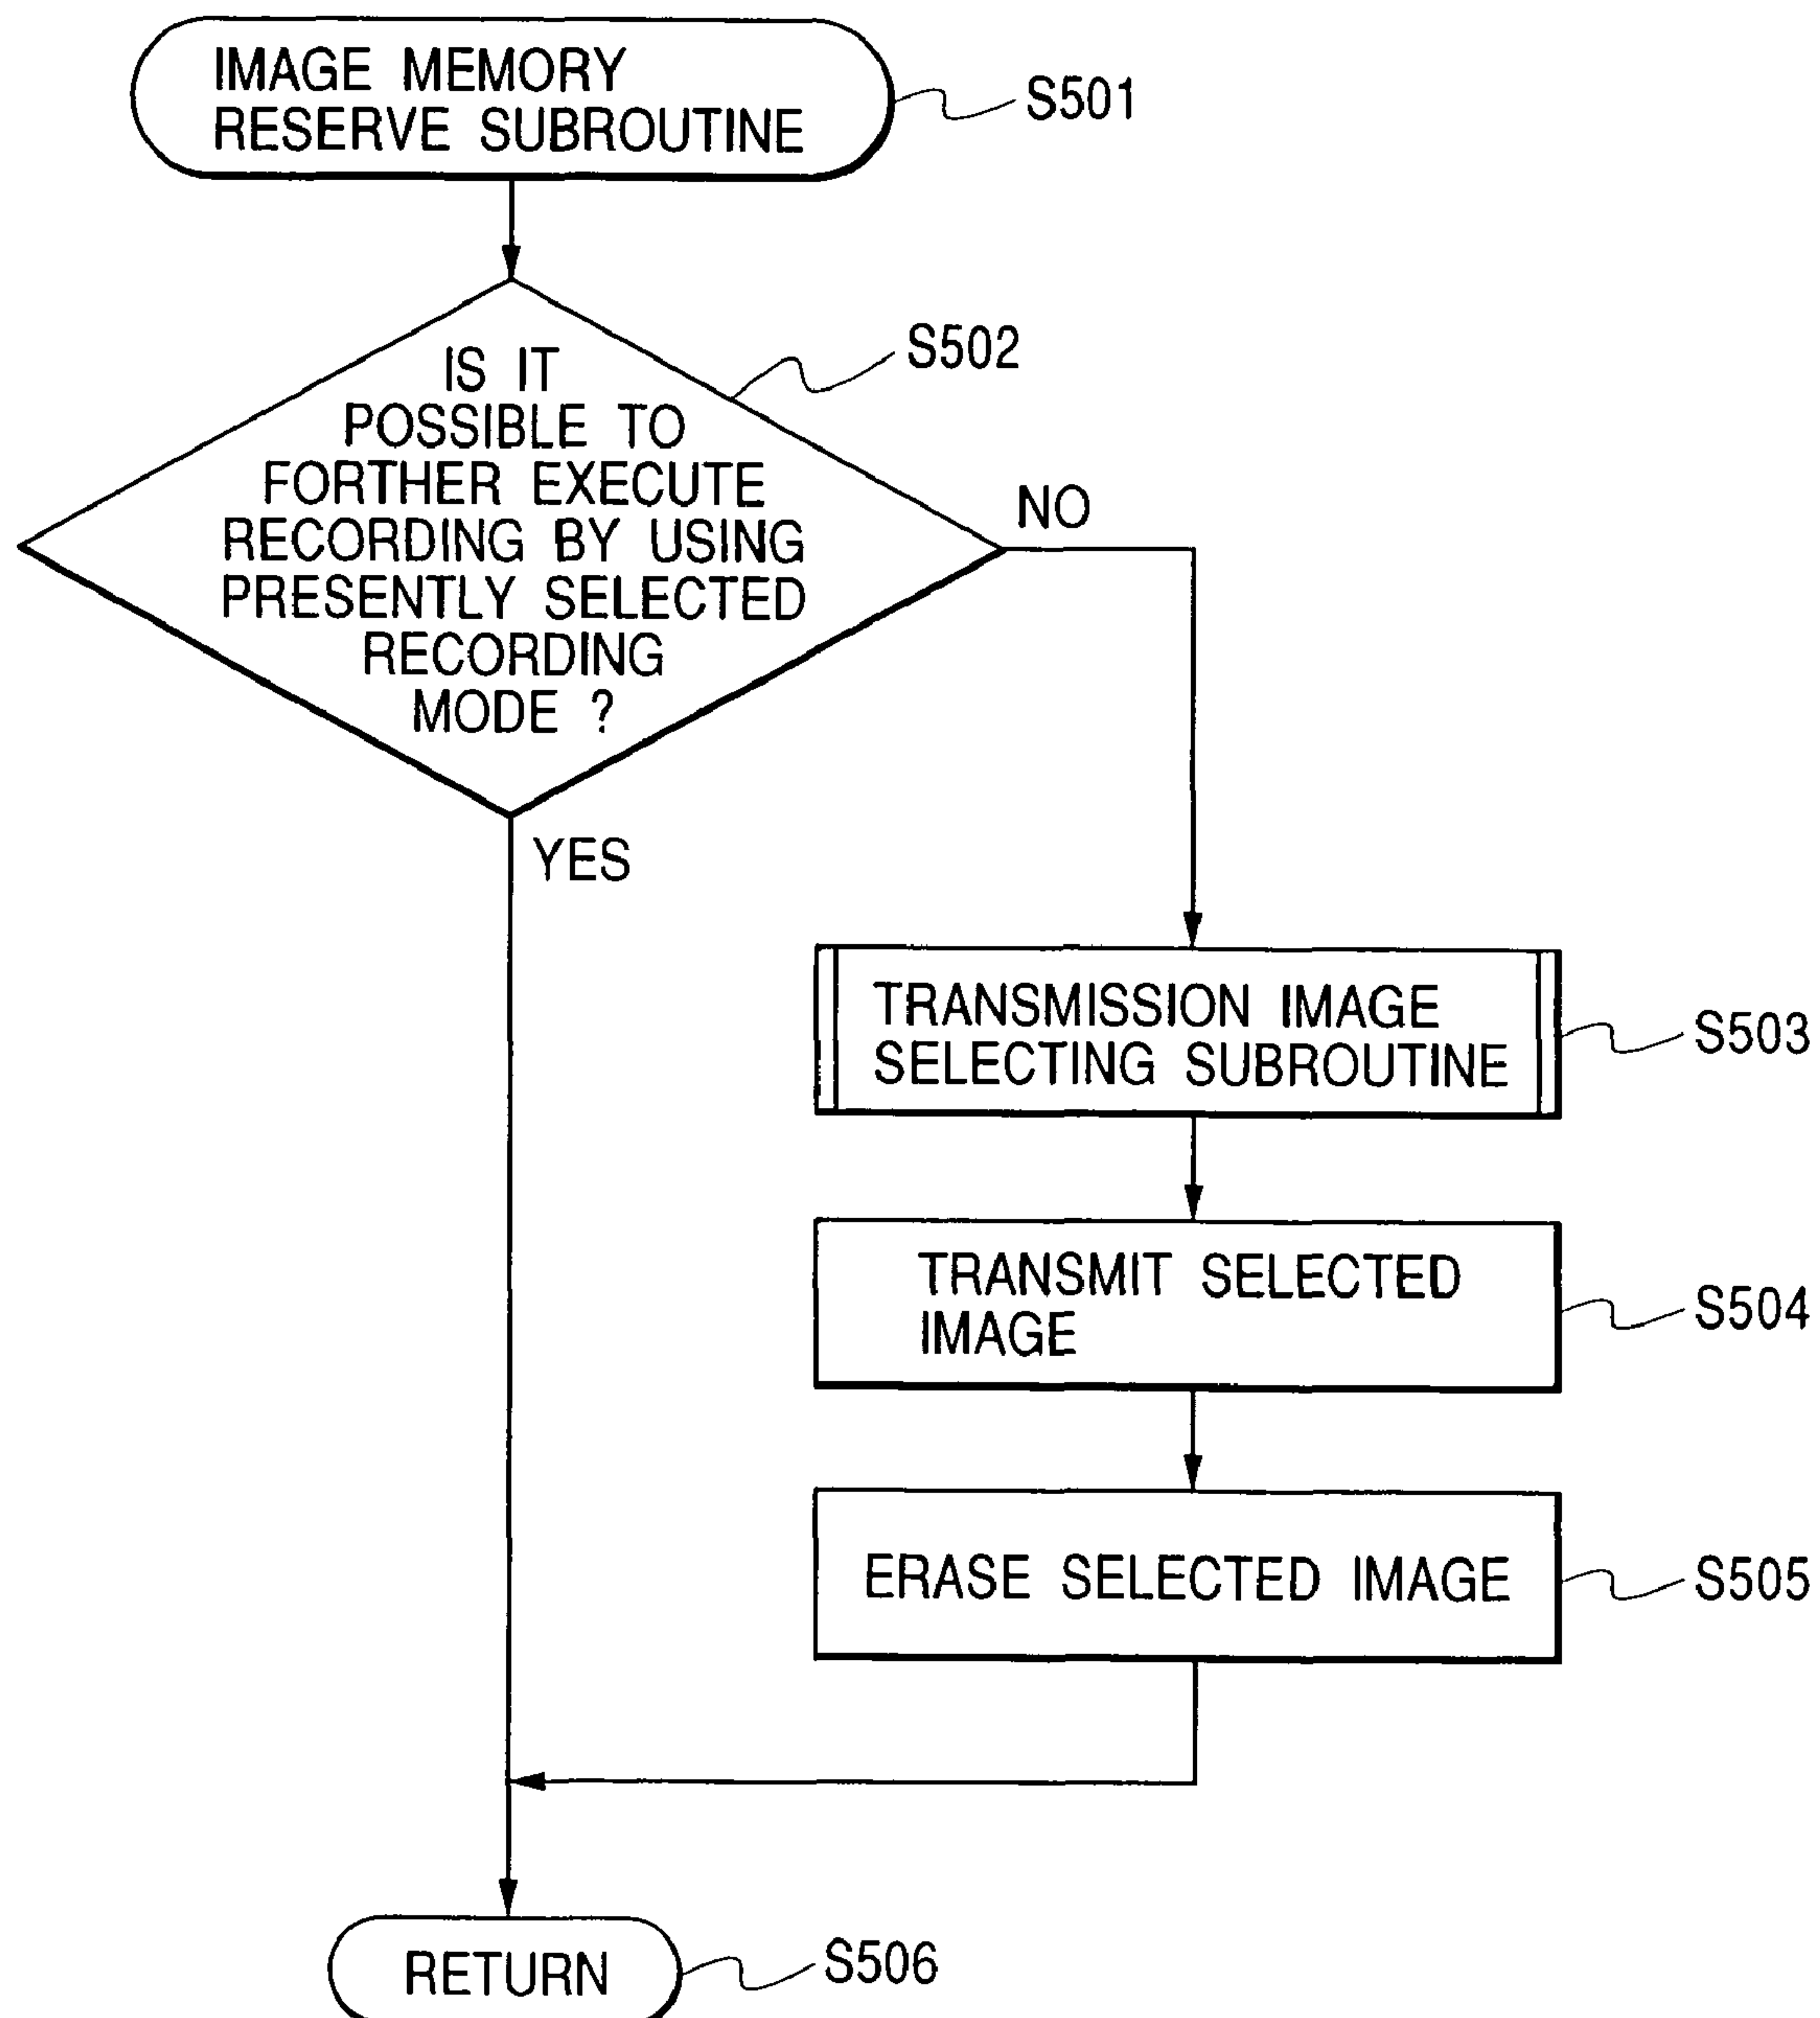 IMAGE MEMORY
RESERVE SUBROUTINE
S501
IS IT
POSSIBLE TO
FORTHER EXECUTE
RECORDING BY USING
PRESENTLY SELECTED
RECORDING
MODE ?
S502
NO
YES
TRANSMISSION IMAGE
SELECTING SUBROUTINE
S503
TRANSMIT SELECTED
IMAGE
S504
ERASE SELECTED IMAGE
S505
RETURN
S506